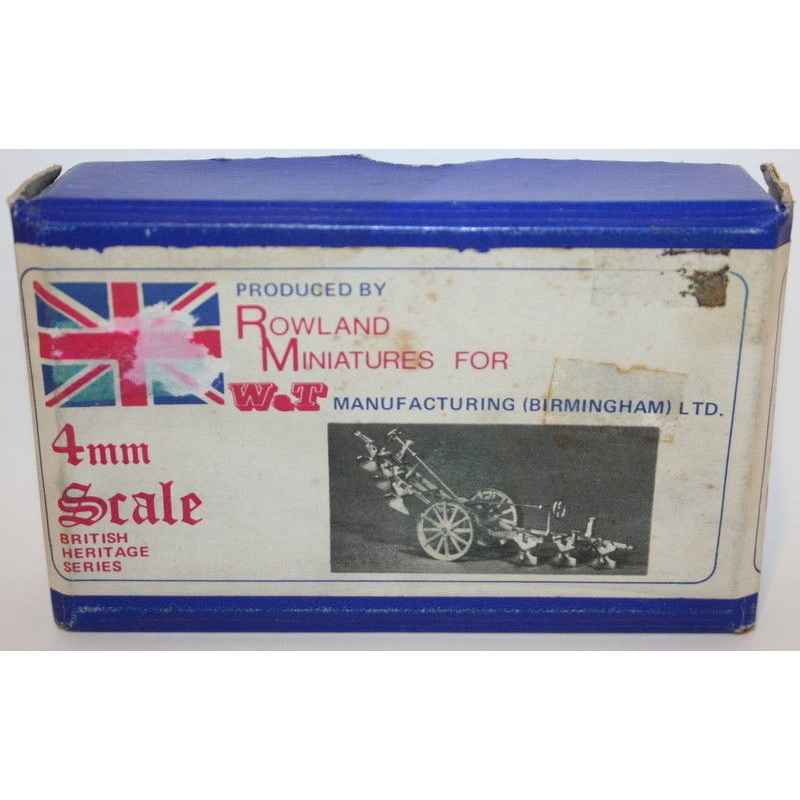 PRODUCED BY
ROWLAND
MINIATURES FOR
W&T MANUFACTURING (BIRMINGHAM) LTD.
4mm
Scale
BRITISH
HERITAGE
SERIES